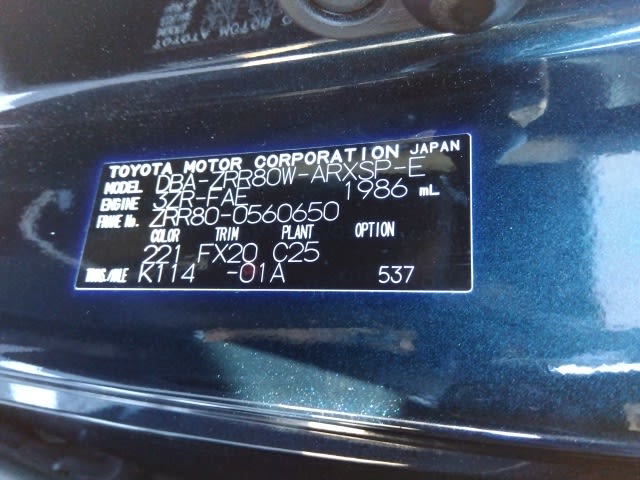 TOYOTA MOTOR CORPORATION JAPAN
MODEL DBA-ZRR80W-ARXSP-E
ENGINE 3ZR-FAE 1986 mL
FRAME No. ZRR80-0560650
COLOR TRIM PLANT OPTION
221 FX20 C25
TRANS./AXLE K114 -01A 537